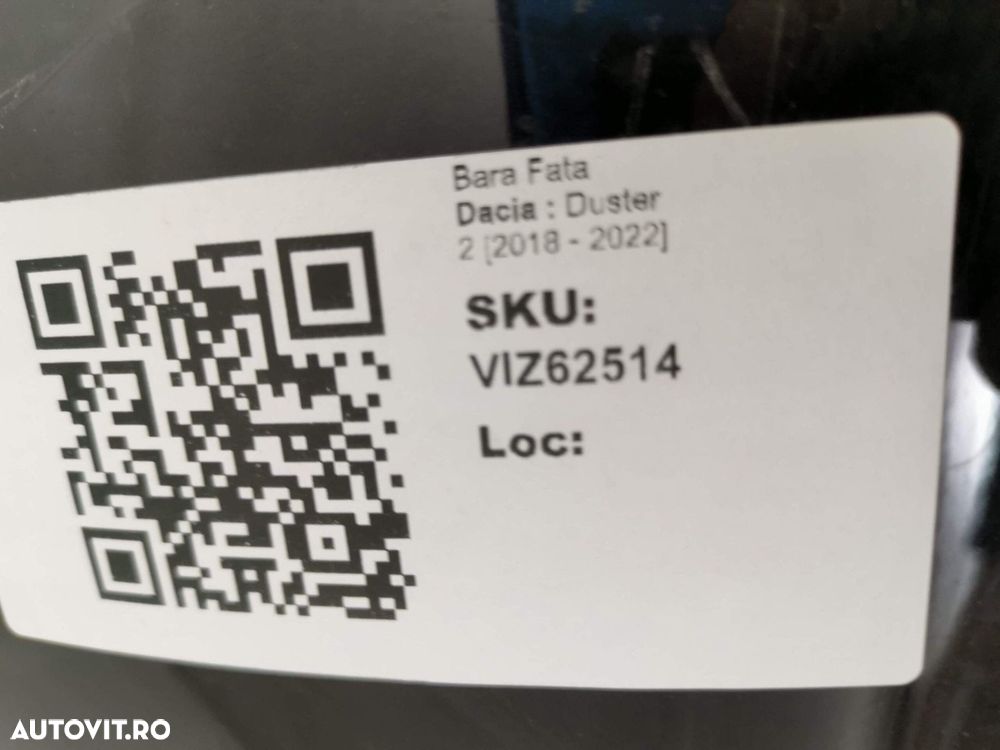 Bara Fata
Dacia : Duster
2 [2018 - 2022]
SKU:
VIZ62514
Loc:
AUTOVIT.RO